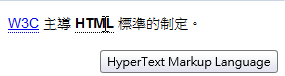 W3C 主導 HTML 標準的制定。
HyperText Markup Language